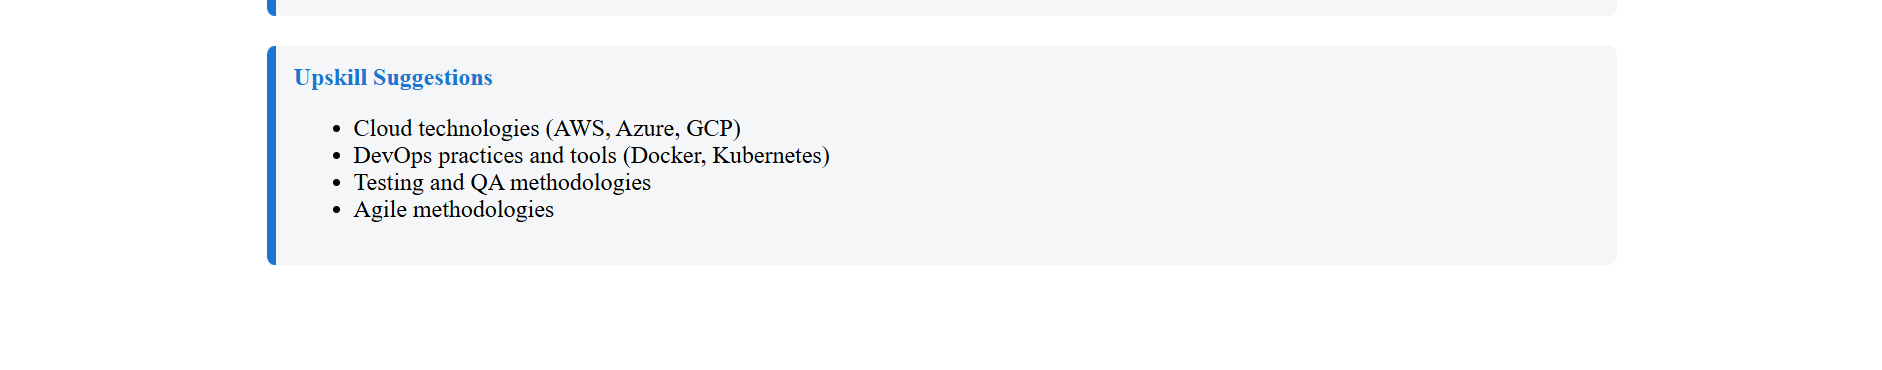 Upskill Suggestions
• Cloud technologies (AWS, Azure, GCP)
• DevOps practices and tools (Docker, Kubernetes)
• Testing and QA methodologies
• Agile methodologies